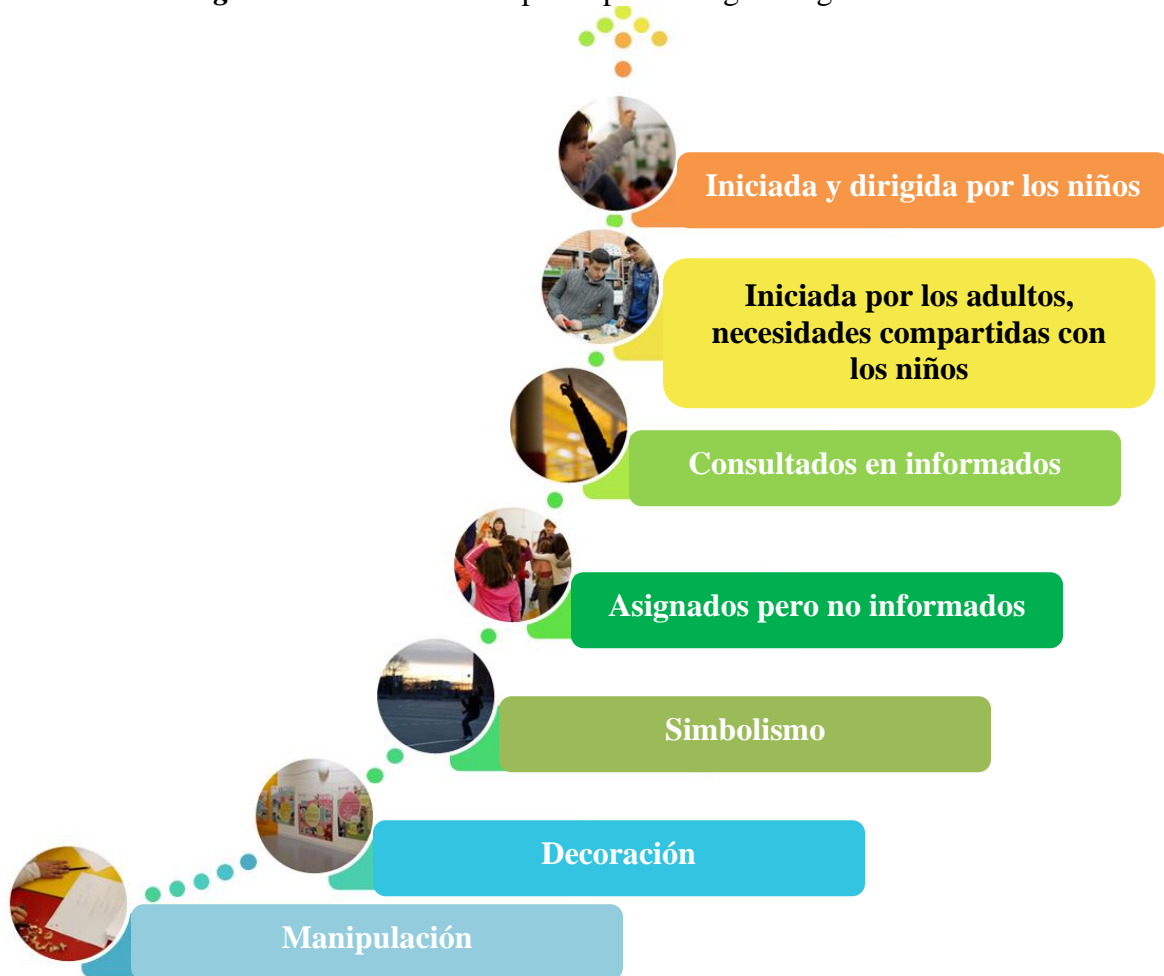 Iniciada y dirigida por los niños
Iniciada por los adultos,
necesidades compartidas con
los niños
Consultados en informados
Asignados pero no informados
Simbolismo
Decoración
Manipulación